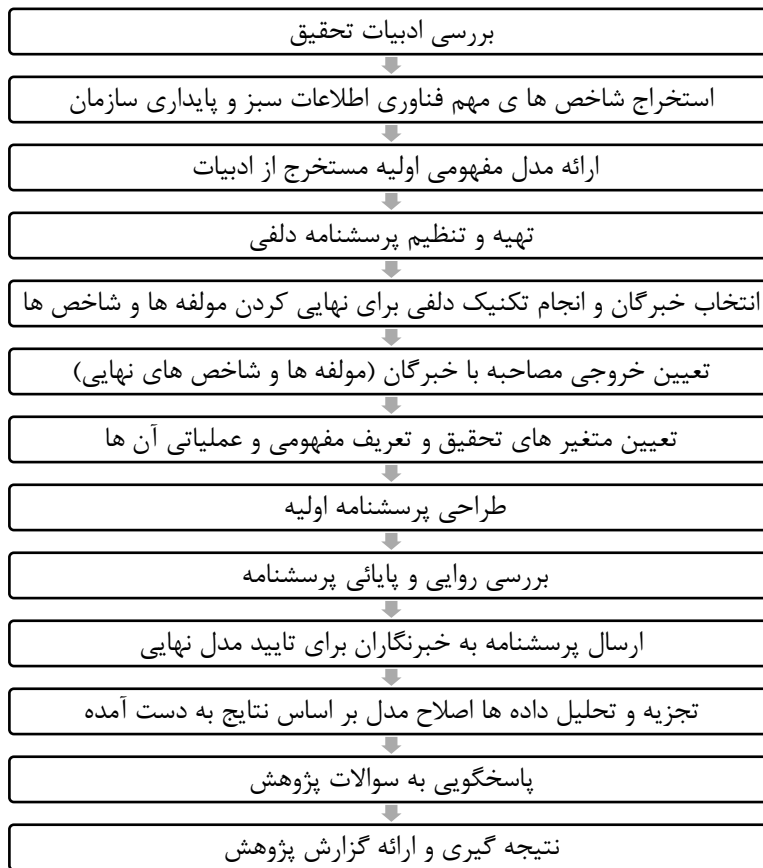 بررسی ادبیات تحقیق
استخراج شاخص ها ی مهم فناوری اطلاعات سبز و پایداری سازمان
ارائه مدل مفهومی اولیه مستخرج از ادبیات
تهیه و تنظیم پرسشنامه دلفی
انتخاب خبرگان و انجام تکنیک دلفی برای نهایی کردن مولفه ها و شاخص ها
تعیین خروجی مصاحبه با خبرگان (مولفه ها و شاخص های نهایی)
تعیین متغیر های تحقیق و تعریف مفهومی و عملیاتی آن ها
طراحی پرسشنامه اولیه
بررسی روایی و پایائی پرسشنامه
ارسال پرسشنامه به خبرنگاران برای تایید مدل نهایی
تجزیه و تحلیل داده ها اصلاح مدل بر اساس نتایج به دست آمده
پاسخگویی به سوالات پژوهش
نتیجه گیری و ارائه گزارش پژوهش